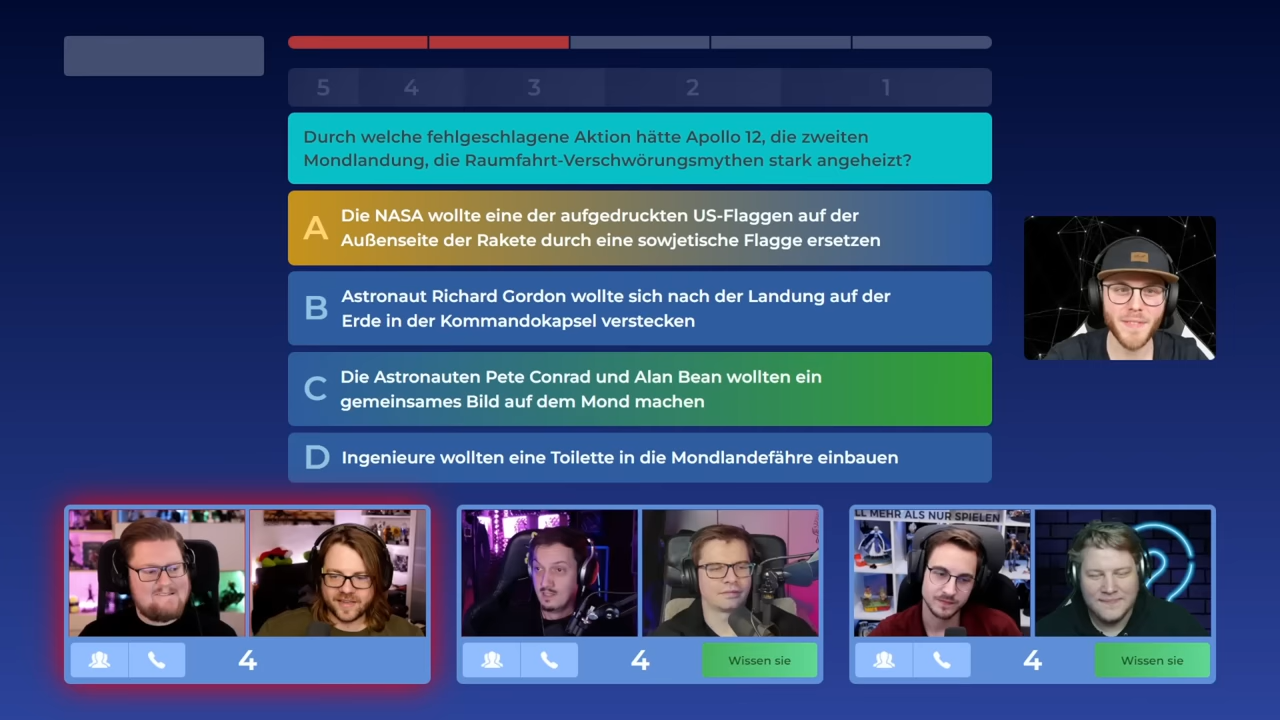 5 4 3 2 1
Durch welche fehlgeschlagene Aktion hätte Apollo 12, die zweiten
Mondlandung, die Raumfahrt-Verschwörungsmythen stark angeheizt?
A Die NASA wollte eine der aufgedruckten US-Flaggen auf der
Außenseite der Rakete durch eine sowjetische Flagge ersetzen
B Astronaut Richard Gordon wollte sich nach der Landung auf der
Erde in der Kommandokapsel verstecken
C Die Astronauten Pete Conrad und Alan Bean wollten ein
gemeinsames Bild auf dem Mond machen
D Ingenieure wollten eine Toilette in die Mondlandefähre einbauen
LL MEHR ALS NUR SPIELEN
4
4 Wissen sie
4 Wissen sie